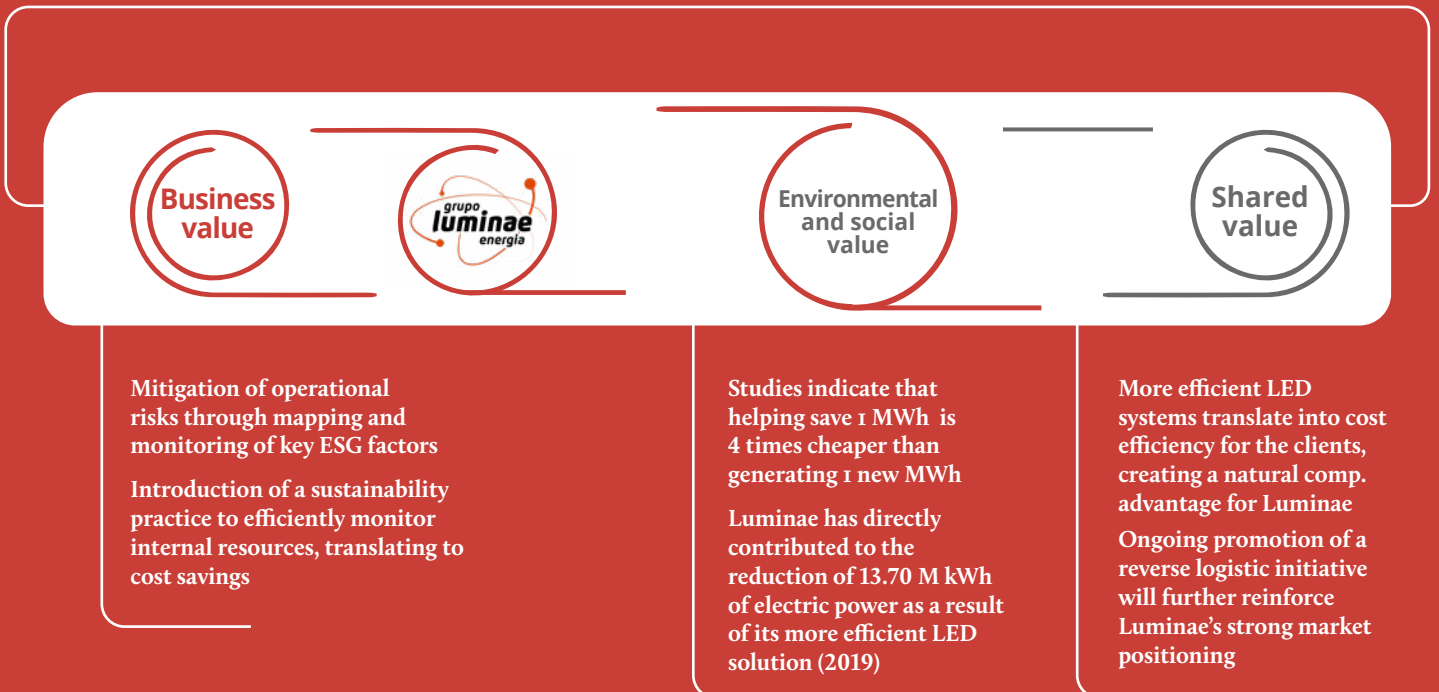 Business
value
grupo
luminae
energia
Environmental
and social
value
Shared
value
Mitigation of operational
risks through mapping and
monitoring of key ESG factors
Introduction of a sustainability
practice to efficiently monitor
internal resources, translating to
cost savings
Studies indicate that
helping save 1 MWh is
4 times cheaper than
generating 1 new MWh
Luminae has directly
contributed to the
reduction of 13.70 M kWh
of electric power as a result
of its more efficient LED
solution (2019)
More efficient LED
systems translate into cost
efficiency for the clients,
creating a natural comp.
advantage for Luminae
Ongoing promotion of a
reverse logistic initiative
will further reinforce
Luminae’s strong market
positioning